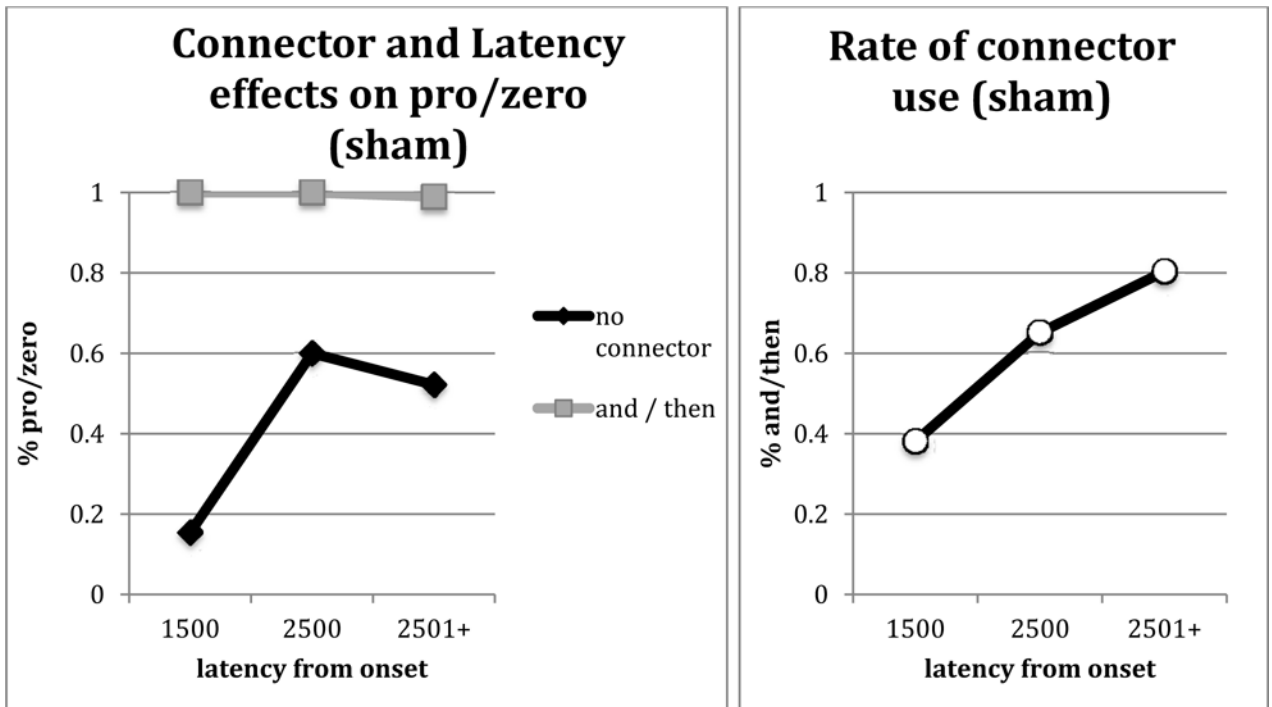 Connector and Latency
effects on pro/zero
(sham)
1
0.8
0.6
0.4
0.2
0
% pro/zero
1500 2500 2501+
latency from onset
no
connector
and / then
Rate of connector
use (sham)
1
0.8
0.6
0.4
0.2
0
% and/then
1500 2500 2501+
latency from onset